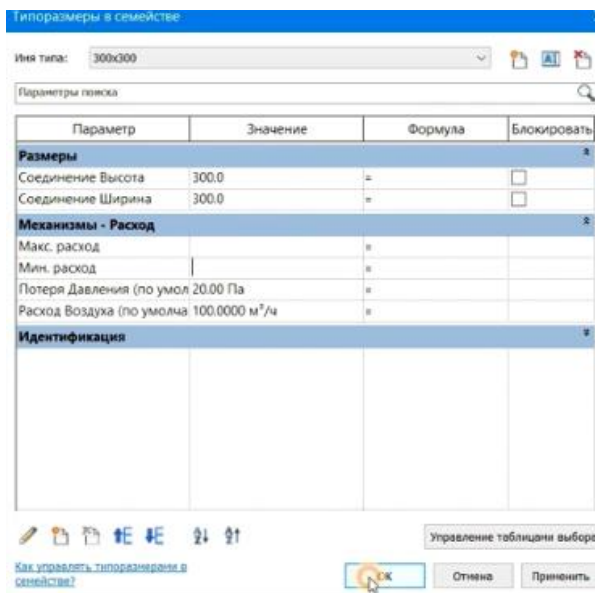 Типоразмеры в семействе
Имя типа: 300x300
Параметры поиска
Параметр Значение Формула Блокировать
Размеры
Соединение Высота 300.0 =
Соединение Ширина 300.0 =
Механизмы - Расход
Макс. расход =
Мин. расход =
Потеря Давления (по умол 20.00 Па =
Расход Воздуха (по умолча 100.0000 м³/ч =
Идентификация
Управление таблицами выбора
Как управлять типоразмерами в
семействе?
OK Отмена Применить